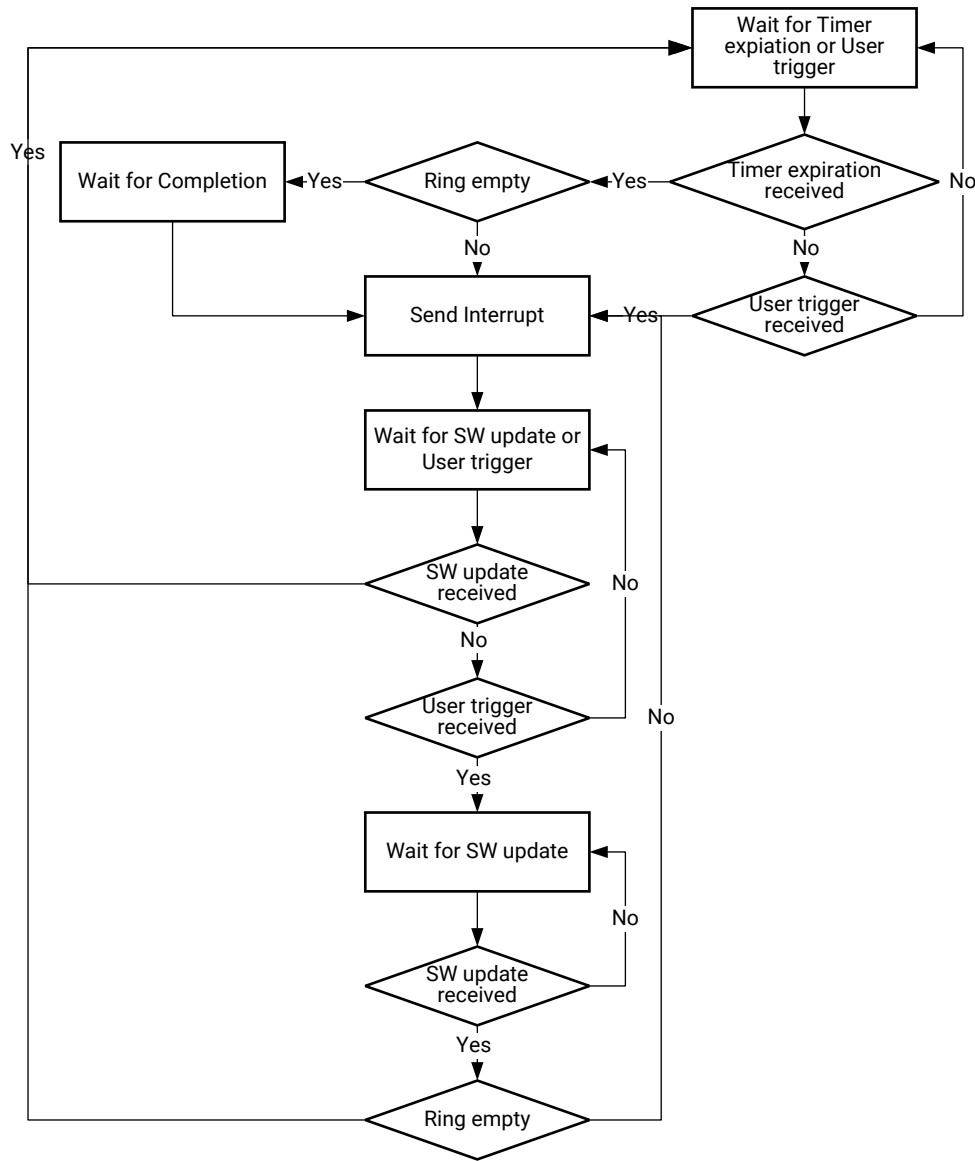 Wait for Timer
expiation or User
trigger
Yes
Wait for Completion
Yes
Ring empty
Yes
Timer expiration
received
No
No
No
Send Interrupt
Yes
User trigger
received
Wait for SW update or
User trigger
SW update
received
No
No
User trigger
received
No
Yes
Wait for SW update
No
SW update
received
Yes
Ring empty